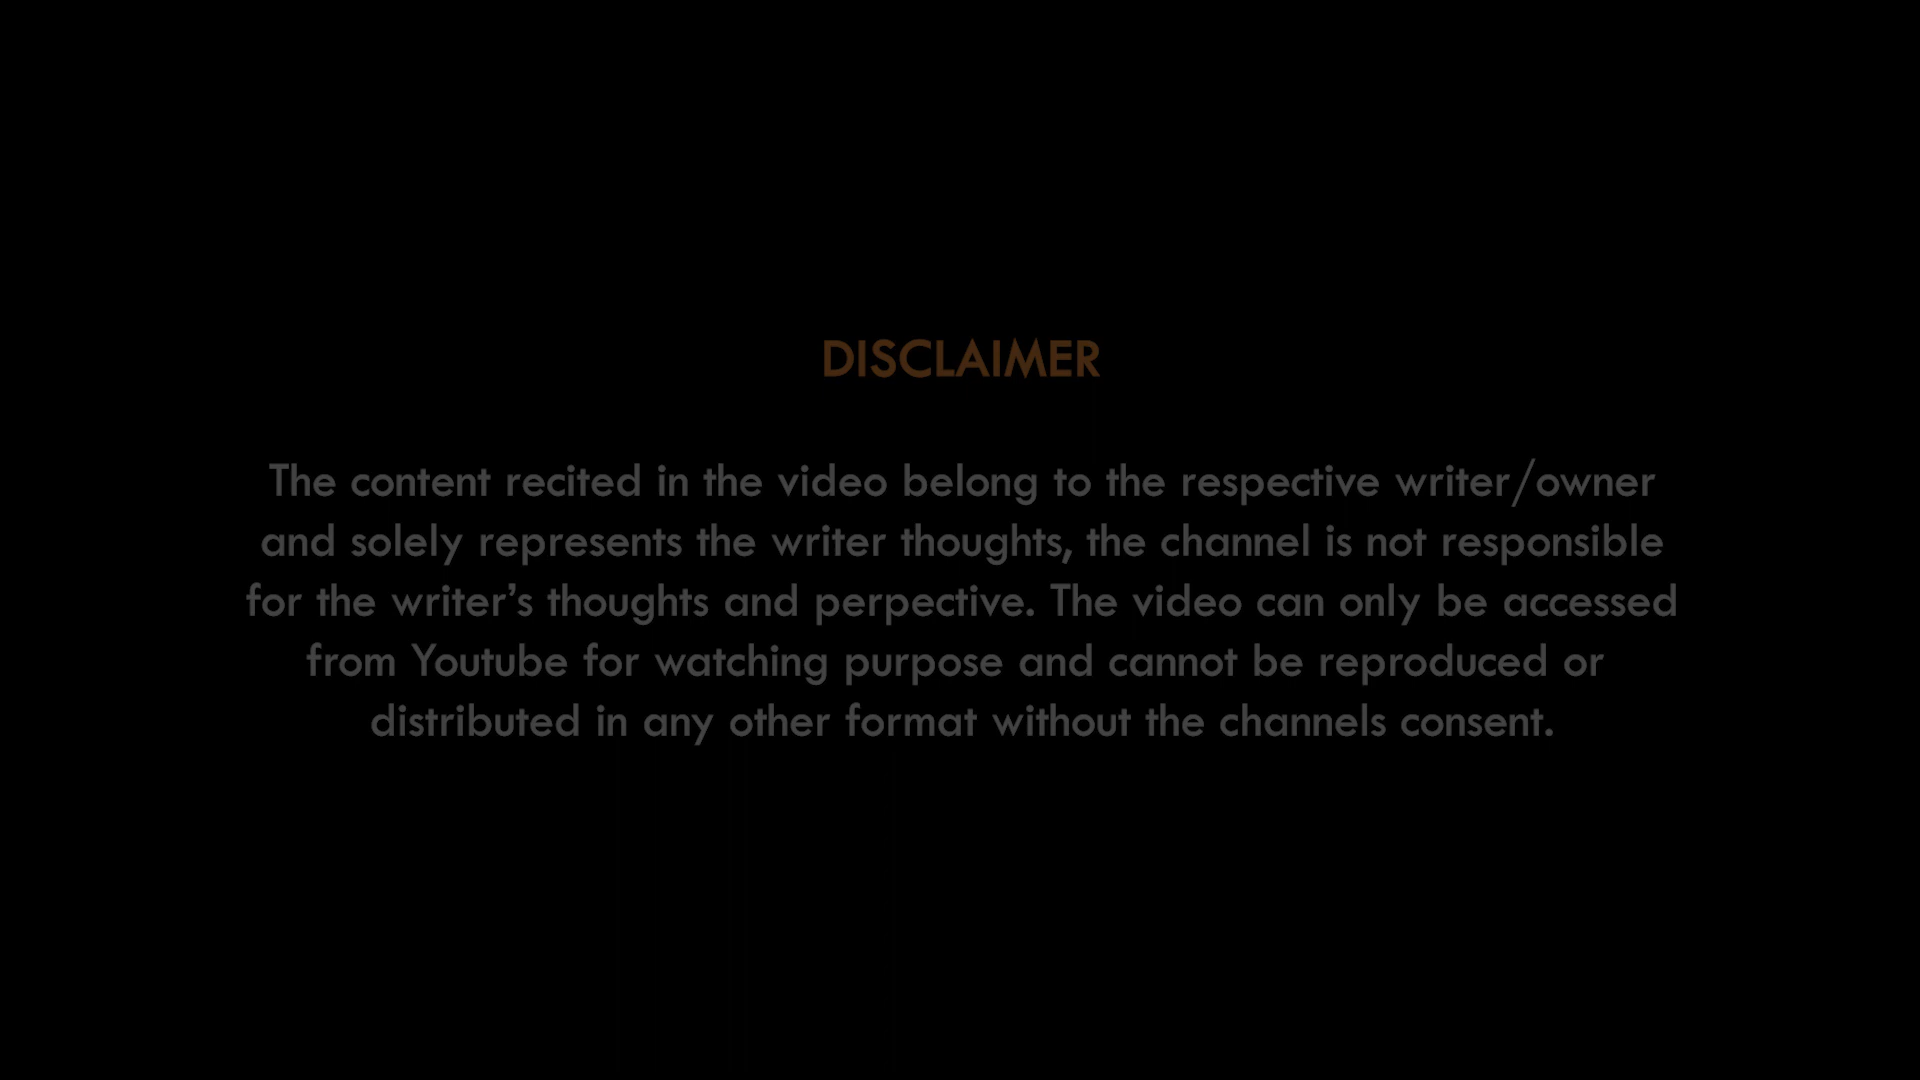 DISCLAIMER
The content recited in the video belong to the respective writer/owner
and solely represents the writer thoughts, the channel is not responsible
for the writer’s thoughts and perpective. The video can only be accessed
from Youtube for watching purpose and cannot be reproduced or
distributed in any other format without the channels consent.